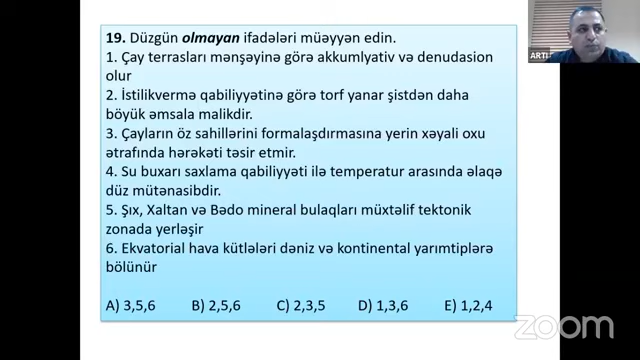 19. Düzgün olmayan ifadələri müəyyən edin.
1. Çay terrasları mənşəyinə görə akkumlyativ və denudasion
olur
2. İstilikvermə qabiliyyətinə görə torf yanar şistdən daha
böyük əmsala malikdir.
3. Çayların öz sahillərini formalaşdırmasına yerin xəyali oxu
ətrafında hərəkəti təsir etmir.
4. Su buxarı saxlama qabiliyyəti ilə temperatur arasında əlaqə
düz mütənasibdir.
5. Şıx, Xaltan və Bədo mineral bulaqları müxtəlif tektonik
zonada yerləşir
6. Ekvatorial hava kütlələri dəniz və kontinental yarımtiplərə
bölünür
A) 3,5,6 B) 2,5,6 C) 2,3,5 D) 1,3,6 E) 1,2,4
ARTI
zoom